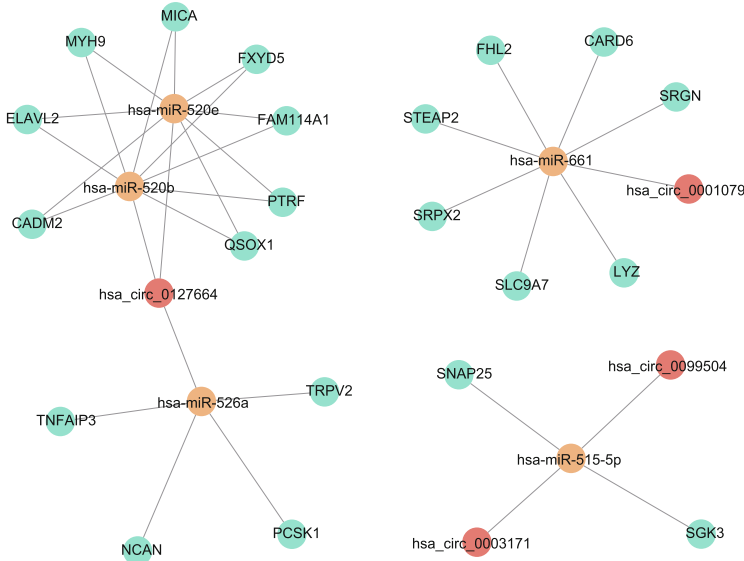 MICA
MYH9
FXYD5
hsa-miR-520e
ELAVL2
FAM114A1
hsa-miR-520b
PTRF
CADM2
QSOX1
hsa_circ_0127664
hsa-miR-526a
TRPV2
TNFAIP3
NCAN
PCSK1
CARD6
FHL2
SRGN
STEAP2
hsa-miR-661
hsa_circ_0001079
SRPX2
LYZ
SLC9A7
hsa_circ_0099504
SNAP25
hsa-miR-515-5p
SGK3
hsa_circ_0003171